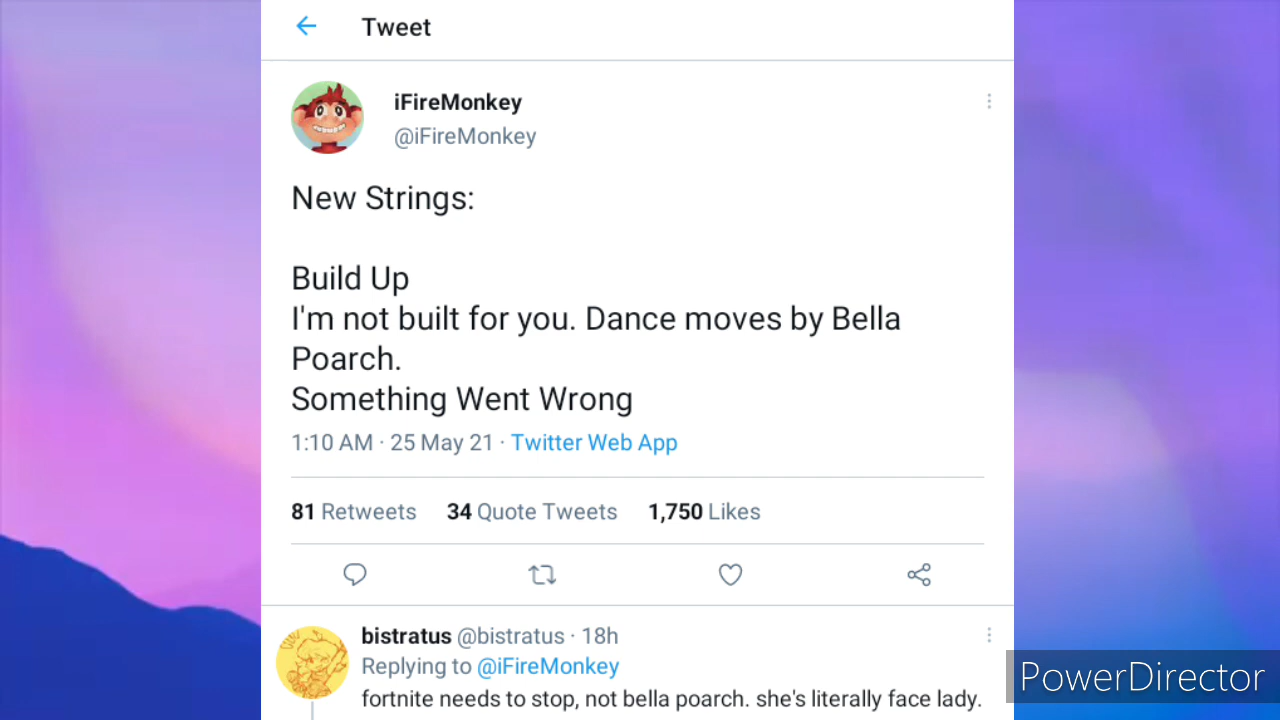 Tweet
iFireMonkey
@iFireMonkey
New Strings:
Build Up
I'm not built for you. Dance moves by Bella
Poarch.
Something Went Wrong
1:10 AM · 25 May 21 · Twitter Web App
81 Retweets 34 Quote Tweets 1,750 Likes
bistratus @bistratus · 18h
Replying to @iFireMonkey
fortnite needs to stop, not bella poarch. she's literally face lady.
PowerDirector